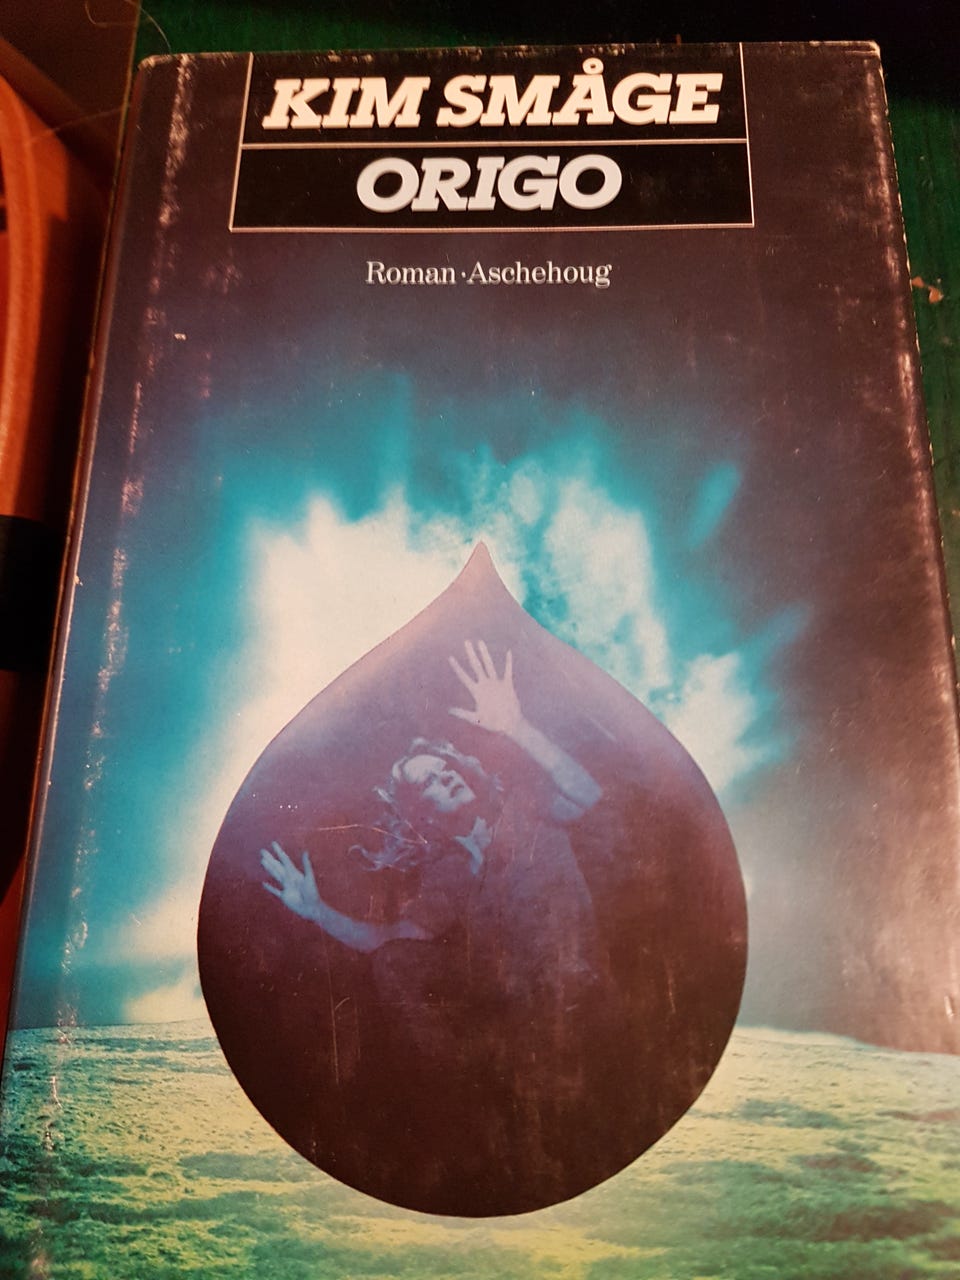 KIM SMÅGE
ORIGO
Roman · Aschehoug